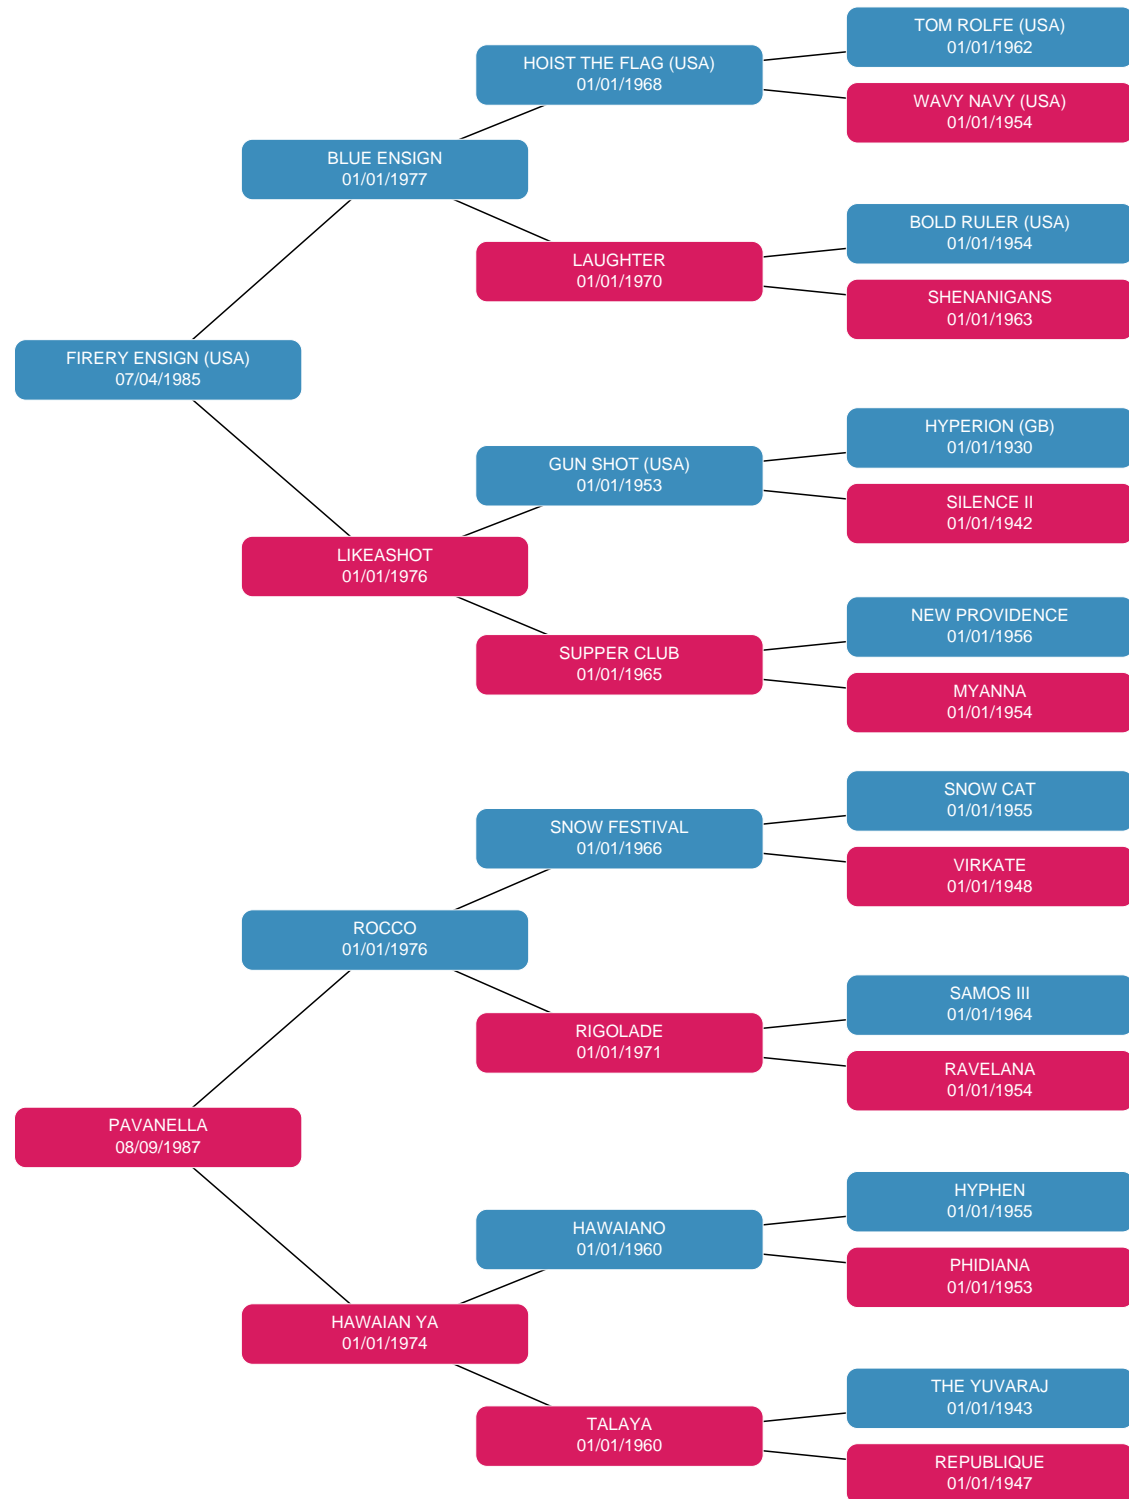 TOM ROLFE (USA)
01/01/1962
HOIST THE FLAG (USA)
01/01/1968
WAVY NAVY (USA)
01/01/1954
BLUE ENSIGN
01/01/1977
BOLD RULER (USA)
01/01/1954
LAUGHTER
01/01/1970
SHENANIGANS
01/01/1963
FIRERY ENSIGN (USA)
07/04/1985
HYPERION (GB)
01/01/1930
GUN SHOT (USA)
01/01/1953
SILENCE II
01/01/1942
LIKEASHOT
01/01/1976
NEW PROVIDENCE
01/01/1956
SUPPER CLUB
01/01/1965
MYANNA
01/01/1954
SNOW CAT
01/01/1955
SNOW FESTIVAL
01/01/1966
VIRKATE
01/01/1948
ROCCO
01/01/1976
SAMOS III
01/01/1964
RIGOLADE
01/01/1971
RAVELANA
01/01/1954
PAVANELLA
08/09/1987
HYPHEN
01/01/1955
HAWAIANO
01/01/1960
PHIDIANA
01/01/1953
HAWAIAN YA
01/01/1974
THE YUVARAJ
01/01/1943
TALAYA
01/01/1960
REPUBLIQUE
01/01/1947